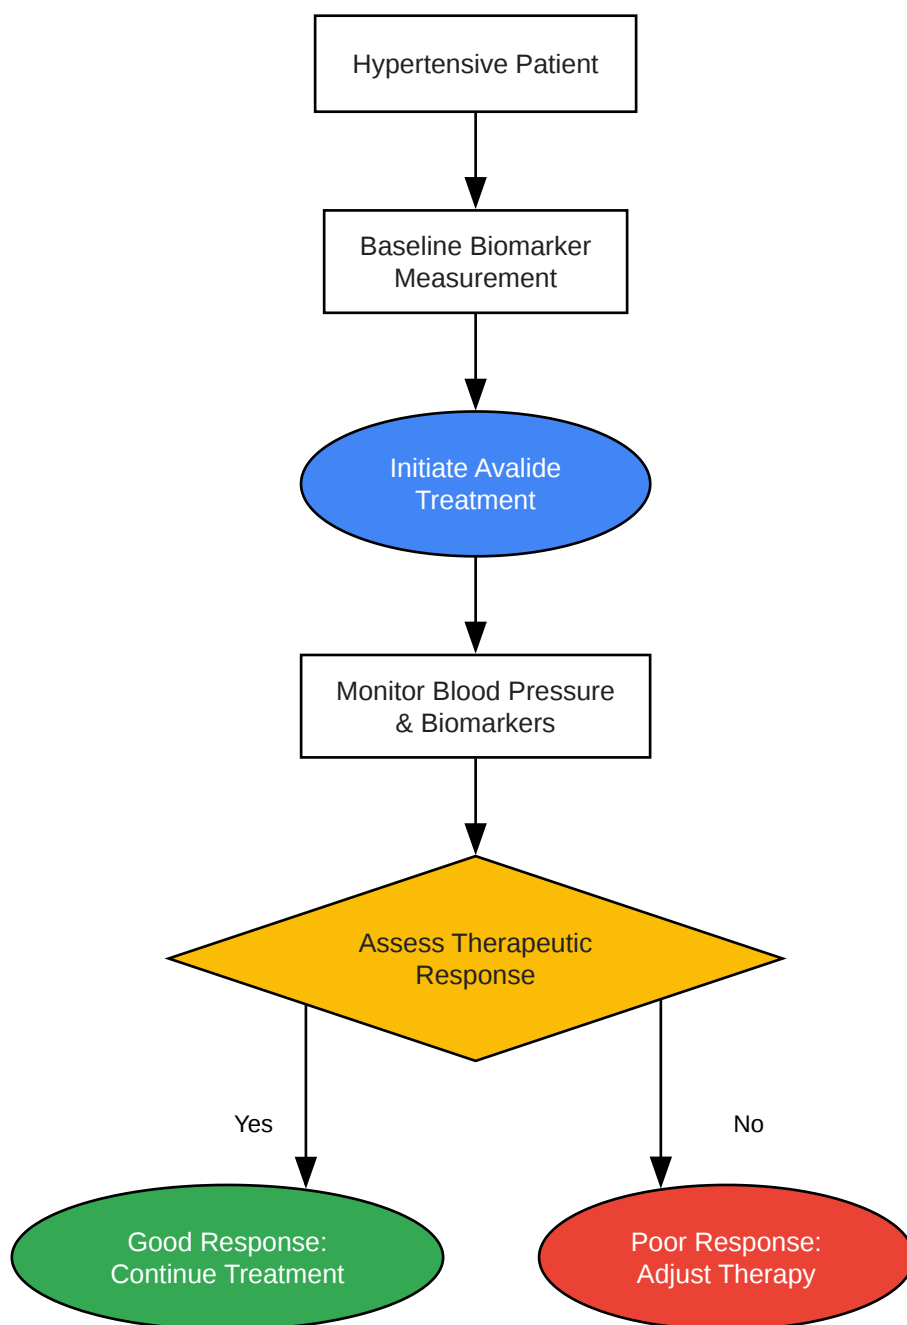 Hypertensive Patient
Baseline Biomarker
Measurement
Initiate Avalide
Treatment
Monitor Blood Pressure
& Biomarkers
Assess Therapeutic
Response
Yes
No
Good Response:
Continue Treatment
Poor Response:
Adjust Therapy